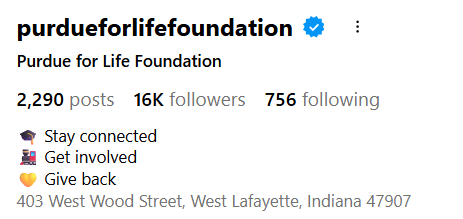 purdueforlifefoundation
Purdue for Life Foundation
2,290 posts 16K followers 756 following
🎓 Stay connected
🚂 Get involved
💛 Give back
403 West Wood Street, West Lafayette, Indiana 47907